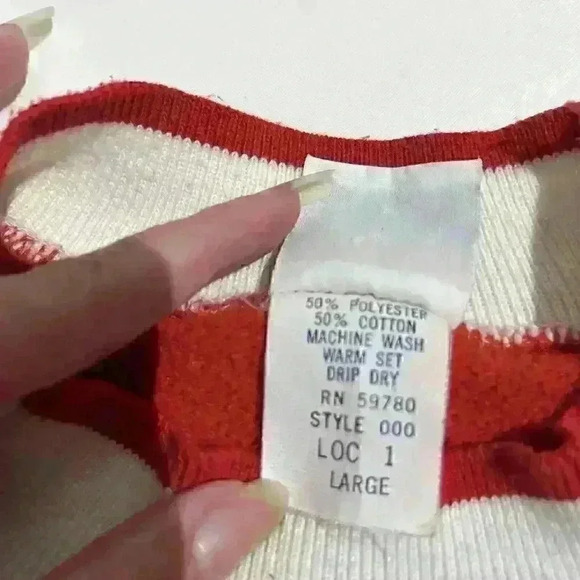 50% POLYESTER
50% COTTON
MACHINE WASH
WARM SET
DRIP DRY
RN 59780
STYLE 000
LOC 1
LARGE